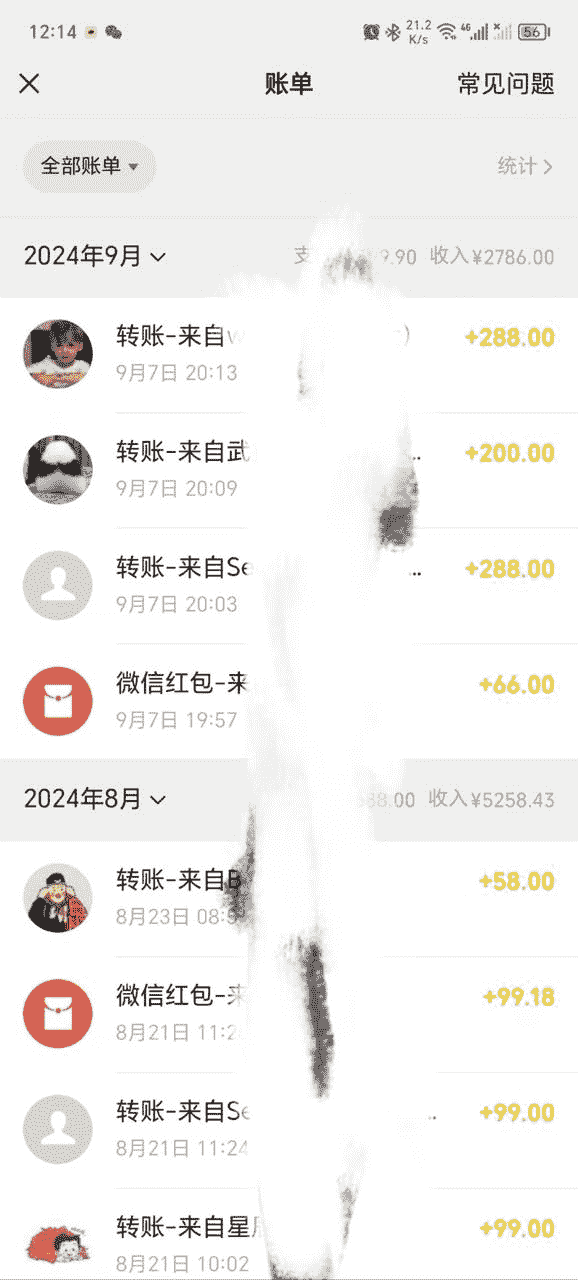 12:14
21.2 K/s 4G 56
账单 常见问题
全部账单 统计
2024年9月 支 9.90 收入¥2786.00
转账-来自w ) +288.00
9月7日 20:13
转账-来自武 .. +200.00
9月7日 20:09
转账-来自Se ... +288.00
9月7日 20:03
微信红包-来 +66.00
9月7日 19:57
2024年8月 88.00 收入¥5258.43
转账-来自B +58.00
8月23日 08:5
微信红包-来 +99.18
8月21日 11:2
转账-来自Se .. +99.00
8月21日 11:24
转账-来自星 +99.00
8月21日 10:02